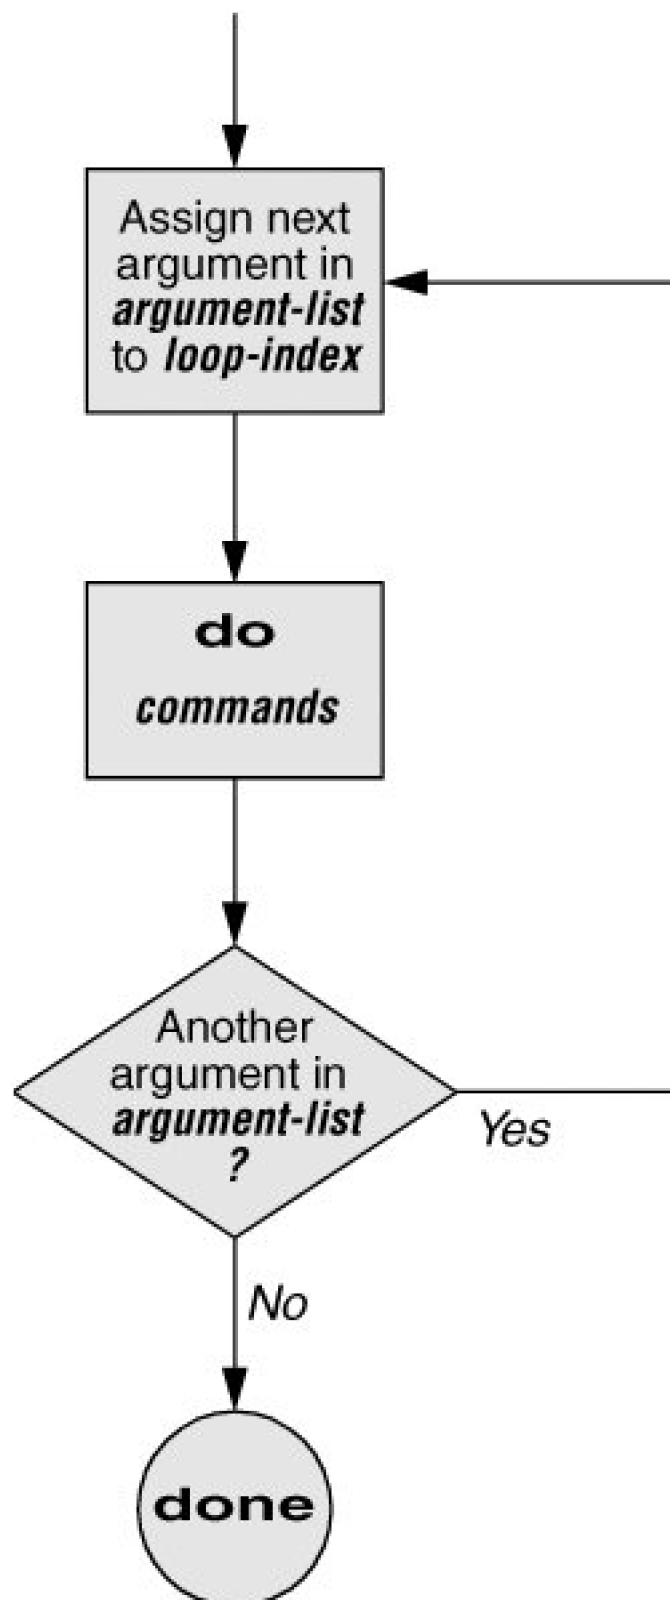 Assign next
argument in
argument-list
to loop-index
do
commands
Another
argument in
argument-list
?
Yes
No
done